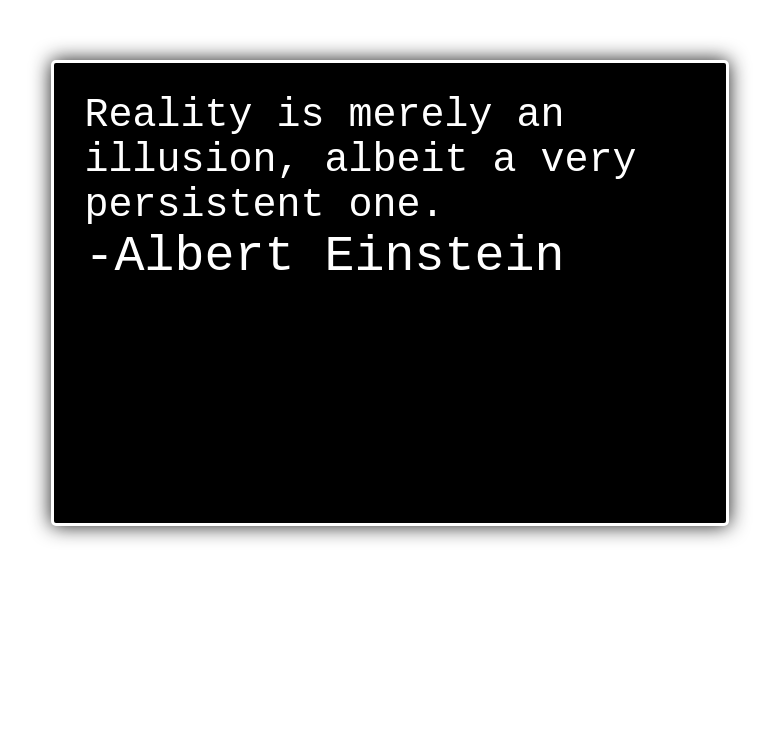 Reality is merely an
illusion, albeit a very
persistent one.
-Albert Einstein